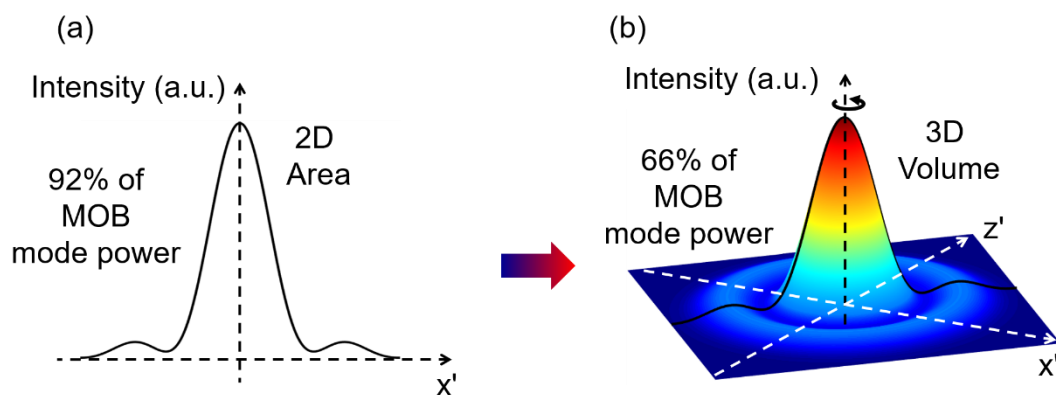 (a)
Intensity (a.u.)
2D
Area
92% of
MOB
mode power
x'
(b)
Intensity (a.u.)
3D
Volume
66% of
MOB
mode power
z'
x'